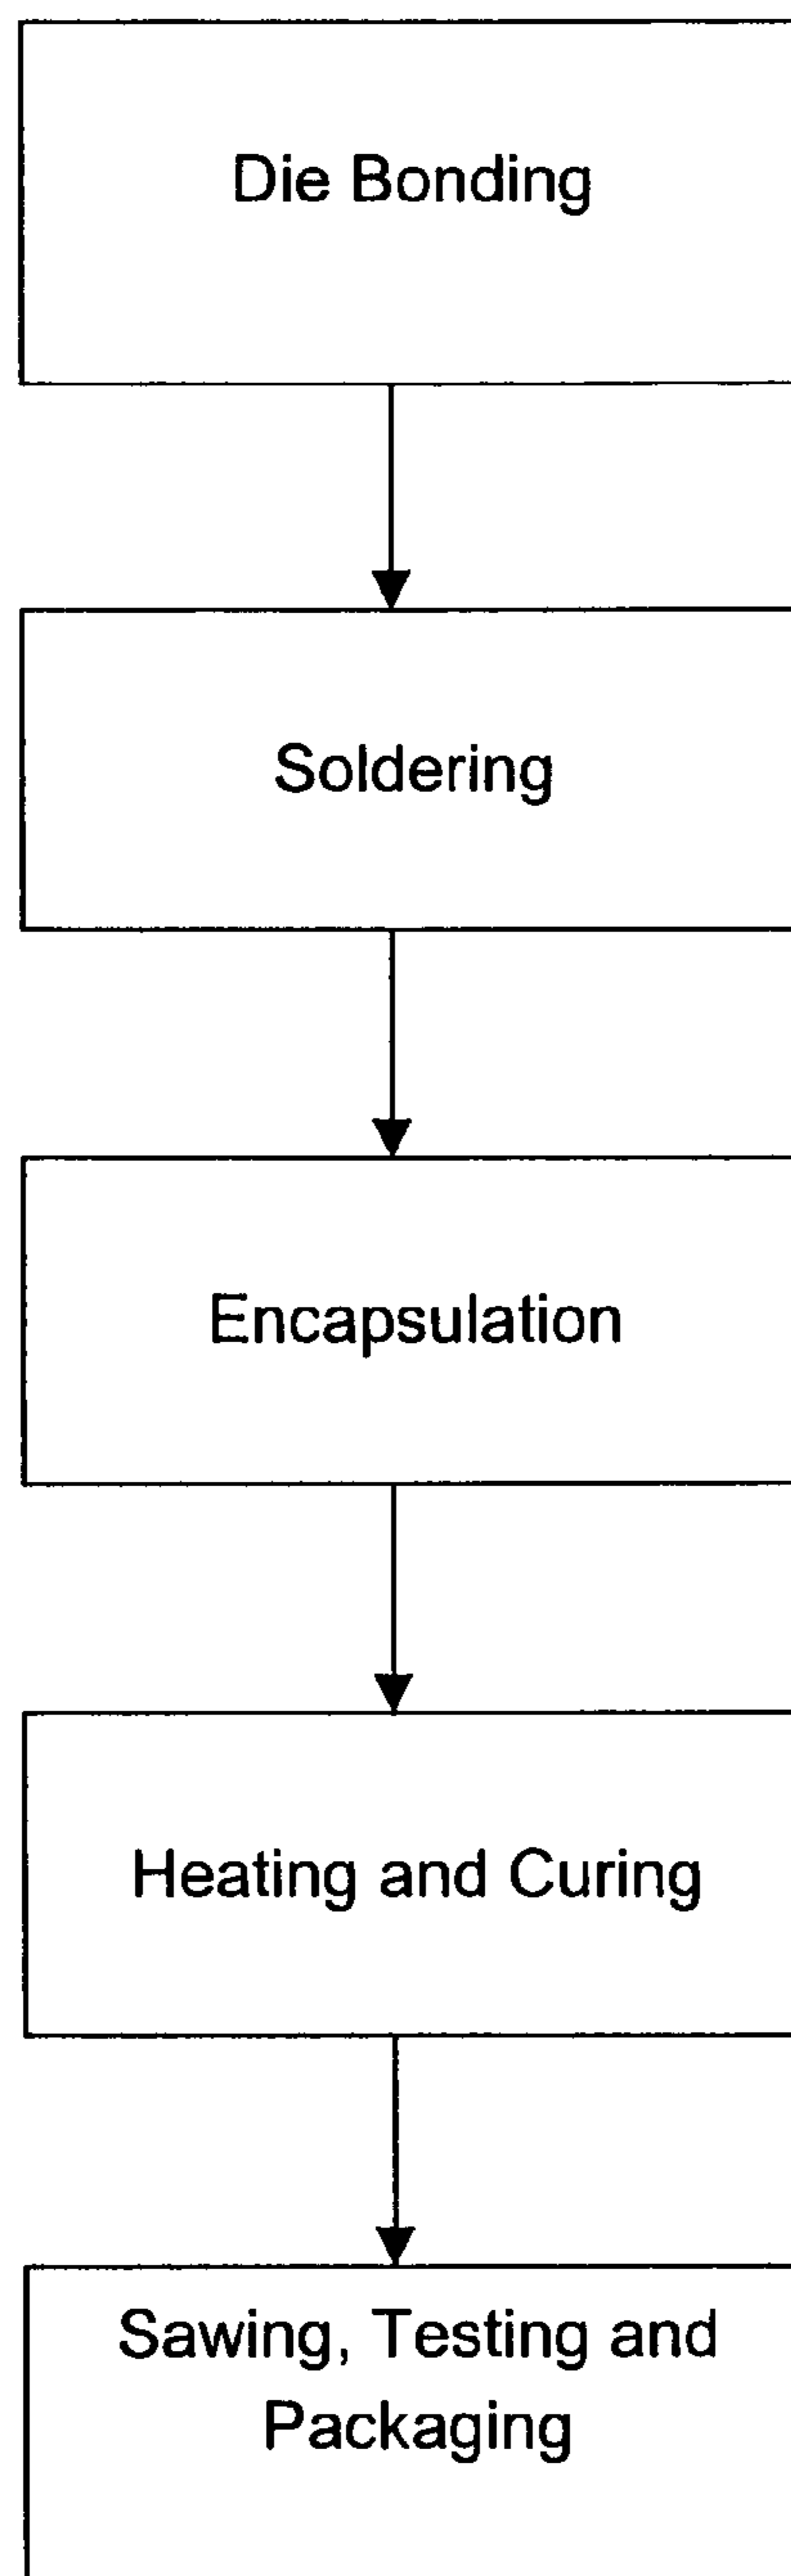 Die Bonding
Soldering
Encapsulation
Heating and Curing
Sawing, Testing and
Packaging